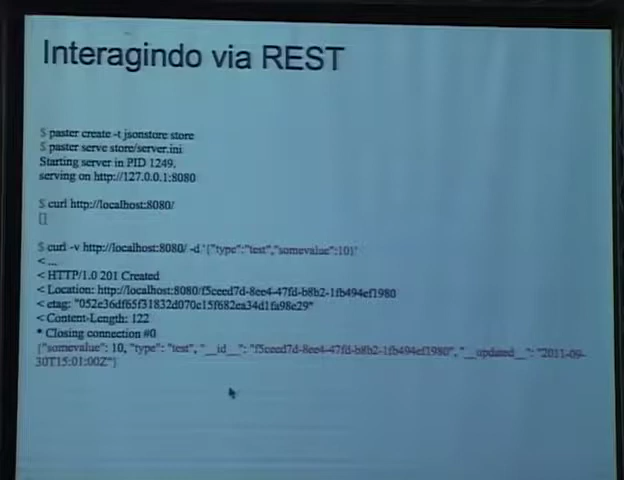 Interagindo via REST
$ paster create -t jsonstore store
$ paster serve store/server.ini
Starting server in PID 1249.
serving on http://127.0.0.1:8080
$ curl http://localhost:8080/
[]
$ curl -v http://localhost:8080/ -d '{"type":"test","somevalue":10}'
< ...
< HTTP/1.0 201 Created
< Location: http://localhost:8080/f5ceed7d-8ee4-47fd-b8b2-1fb494ef1980
< etag: "052e36df65f31832d070c15f682ea34d1fa98e29"
< Content-Length: 122
* Closing connection #0
{"somevalue": 10, "type": "test", "__id__": "f5ceed7d-8ee4-47fd-b8b2-1fb494ef1980", "__updated__": "2011-09-
30T15:01:00Z"}